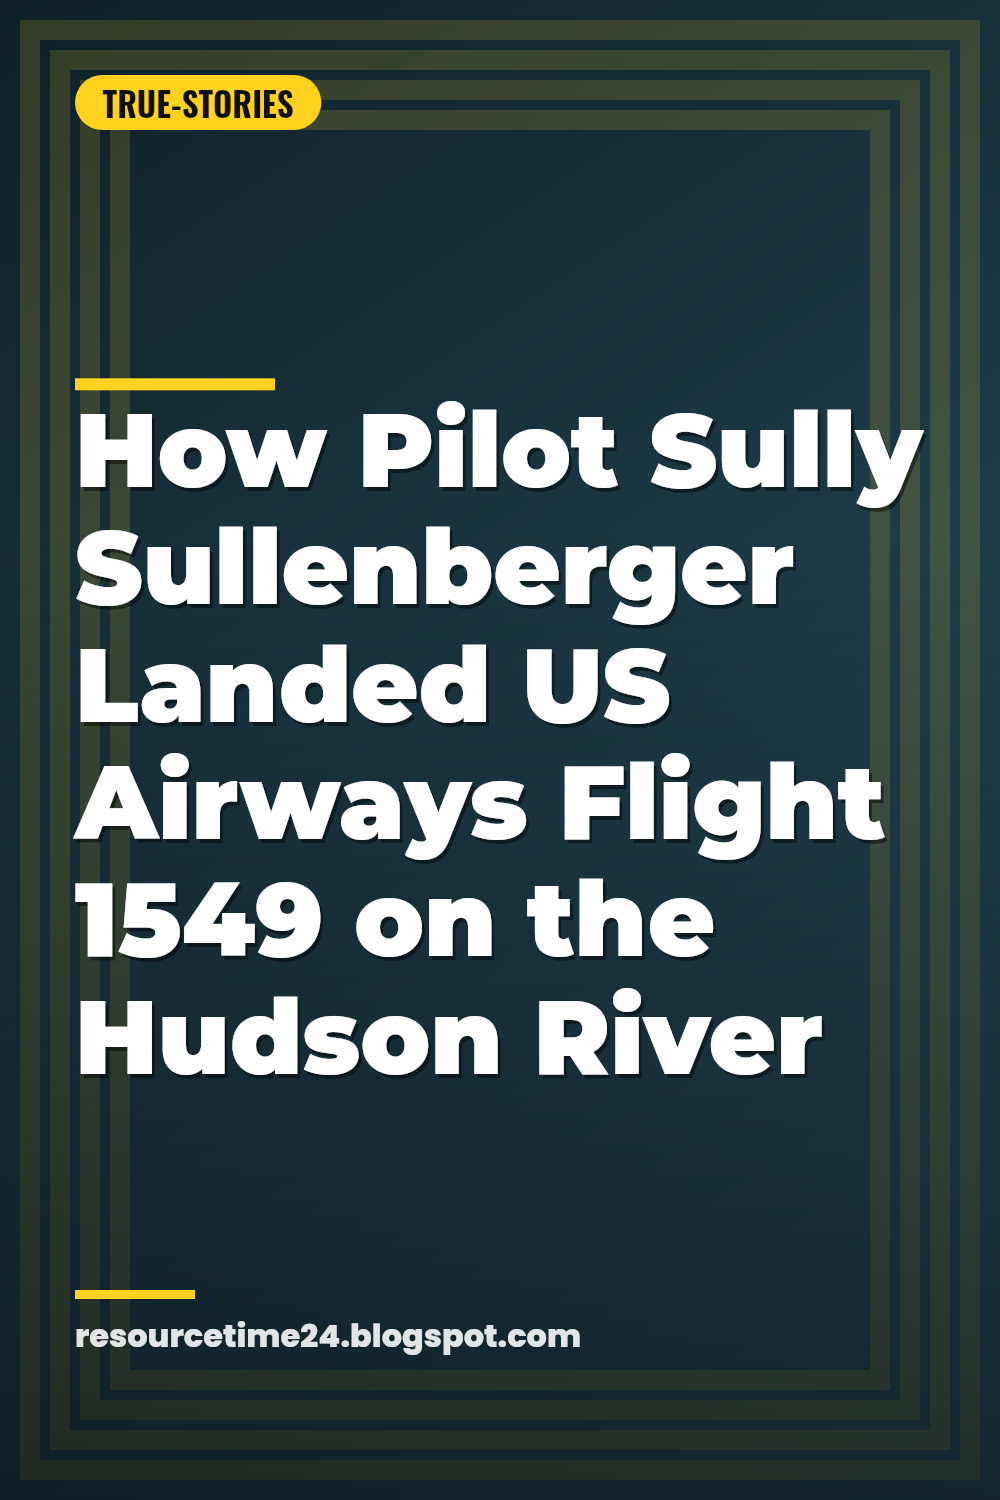 TRUE-STORIES
How Pilot Sully
Sullenberger
Landed US
Airways Flight
1549 on the
Hudson River
resourcetime24.blogspot.com